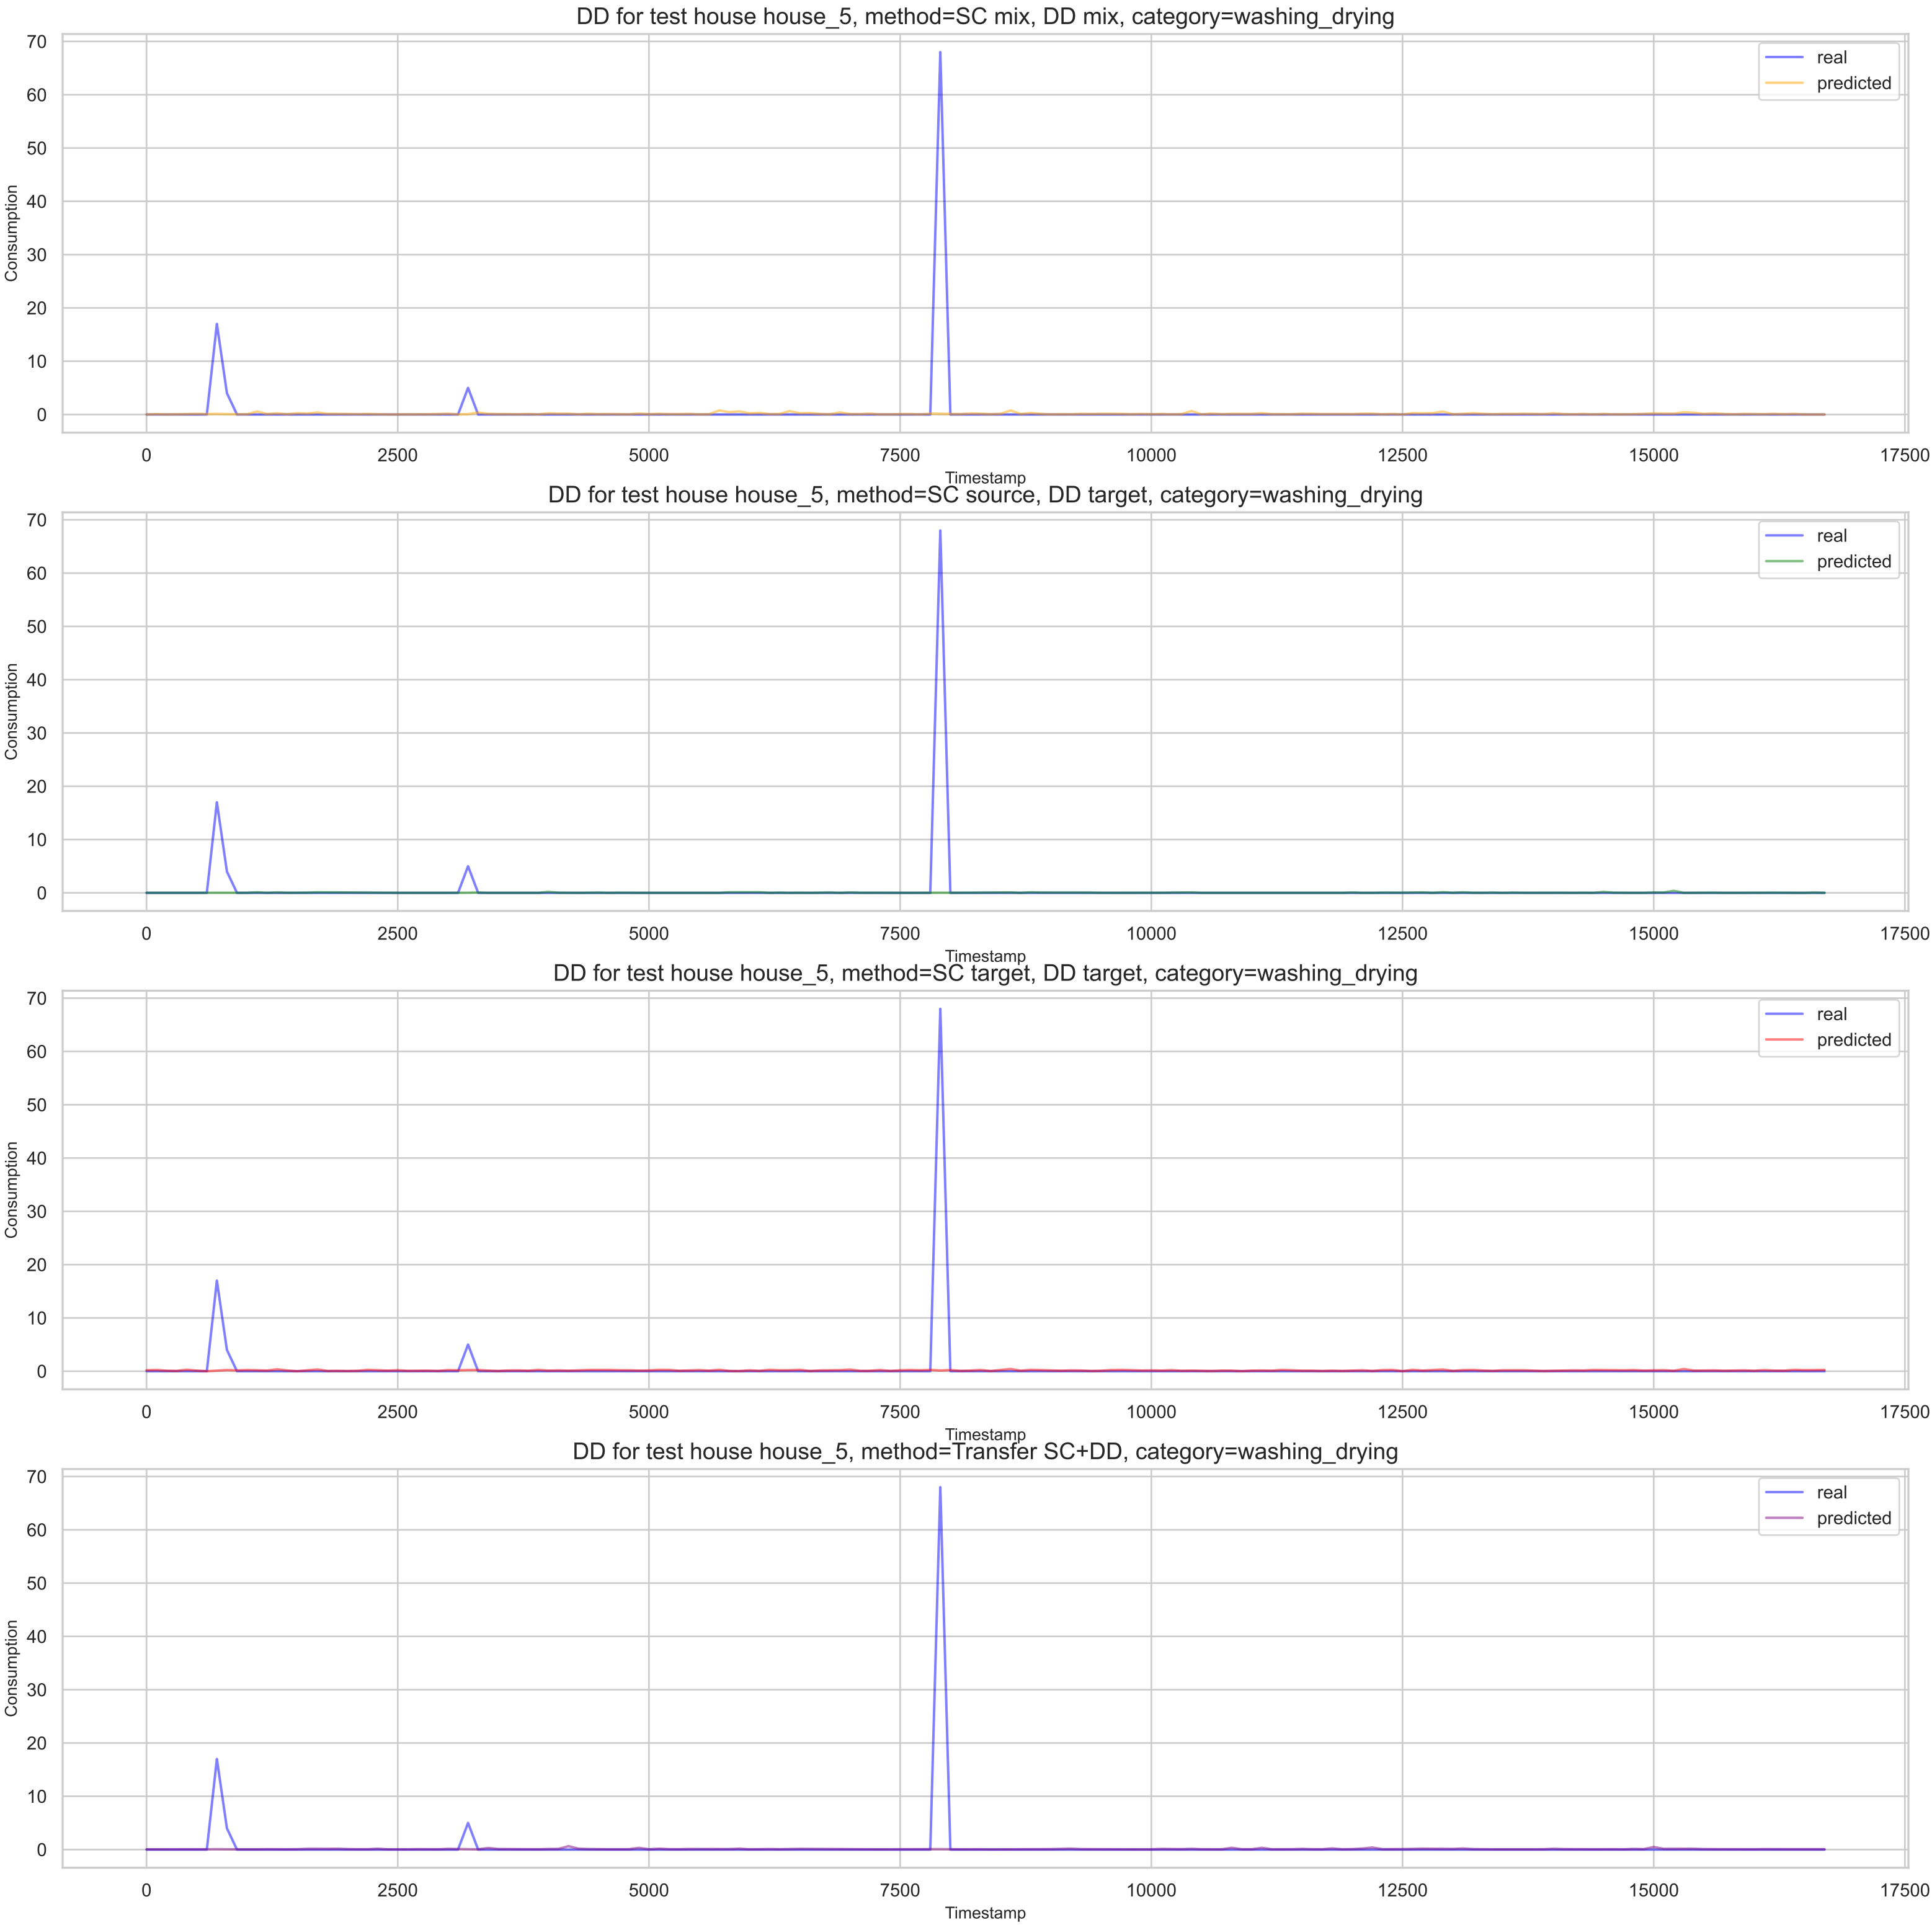 DD for test house house_5, method=SC mix, DD mix, category=washing_drying
70
60
50
40
30
20
10
0
Consumption
real
predicted
0 2500 5000 7500 10000 12500 15000 17500
Timestamp
DD for test house house_5, method=SC source, DD target, category=washing_drying
70
60
50
40
30
20
10
0
Consumption
real
predicted
0 2500 5000 7500 10000 12500 15000 17500
Timestamp
DD for test house house_5, method=SC target, DD target, category=washing_drying
70
60
50
40
30
20
10
0
Consumption
real
predicted
0 2500 5000 7500 10000 12500 15000 17500
Timestamp
DD for test house house_5, method=Transfer SC+DD, category=washing_drying
70
60
50
40
30
20
10
0
Consumption
real
predicted
0 2500 5000 7500 10000 12500 15000 17500
Timestamp